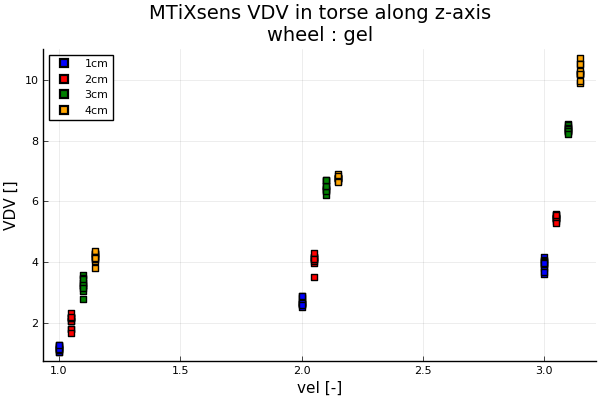 MTiXsens VDV in torse along z-axis
wheel : gel
1cm
2cm
3cm
4cm
10
8
6
4
2
VDV []
1.0
1.5
2.0
2.5
3.0
vel [-]